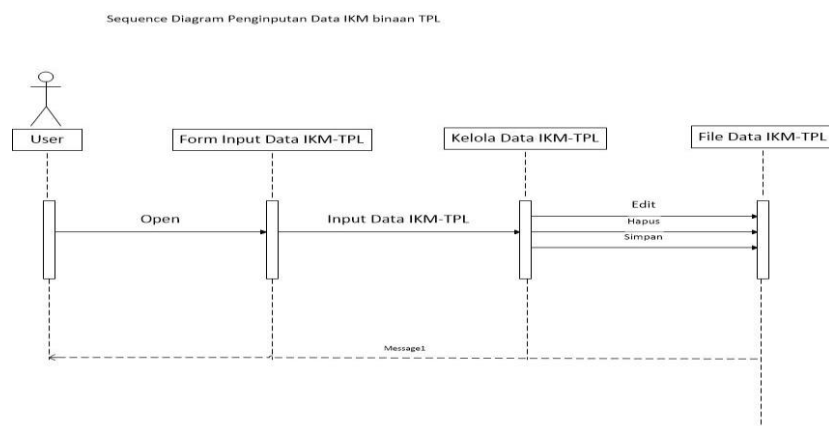 Sequence Diagram Penginputan Data IKM binaan TPL
User
Form Input Data IKM-TPL
Kelola Data IKM-TPL
File Data IKM-TPL
Open
Input Data IKM-TPL
Edit
Hapus
Simpan
Message1